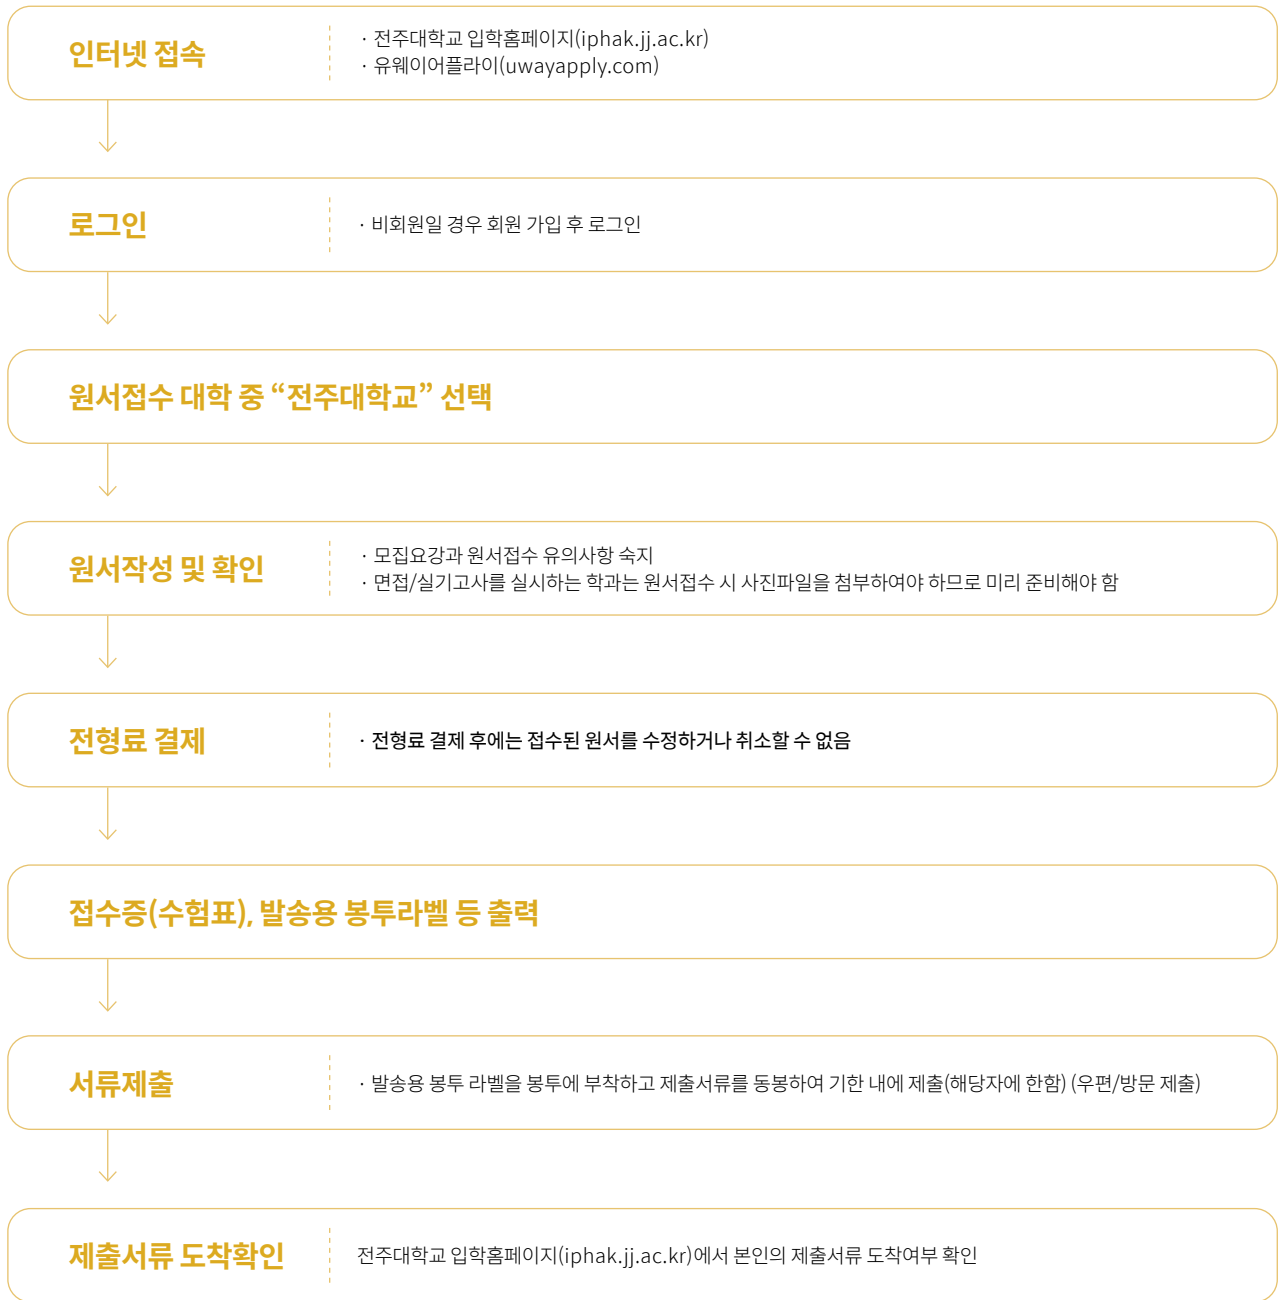 인터넷 접속
· 전주대학교 입학홈페이지(iphak.jj.ac.kr)
· 유웨이어플라이(uwayapply.com)
로그인
· 비회원일 경우 회원 가입 후 로그인
원서접수 대학 중 “전주대학교” 선택
원서작성 및 확인
· 모집요강과 원서접수 유의사항 숙지
· 면접/실기고사를 실시하는 학과는 원서접수 시 사진파일을 첨부하여야 하므로 미리 준비해야 함
전형료 결제
· 전형료 결제 후에는 접수된 원서를 수정하거나 취소할 수 없음
접수증(수험표), 발송용 봉투라벨 등 출력
서류제출
· 발송용 봉투 라벨을 봉투에 부착하고 제출서류를 동봉하여 기한 내에 제출(해당자에 한함) (우편/방문 제출)
제출서류 도착확인
전주대학교 입학홈페이지(iphak.jj.ac.kr)에서 본인의 제출서류 도착여부 확인